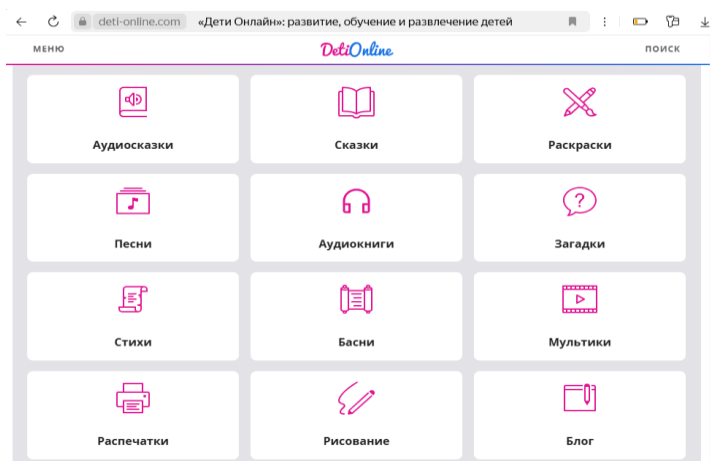 deti-online.com «Дети Онлайн»: развитие, обучение и развлечение детей
МЕНЮ DetiOnline ПОИСК
Аудиосказки Сказки Раскраски
Песни Аудиокниги Загадки
?
Стихи Басни Мультики
Распечатки Рисование Блог